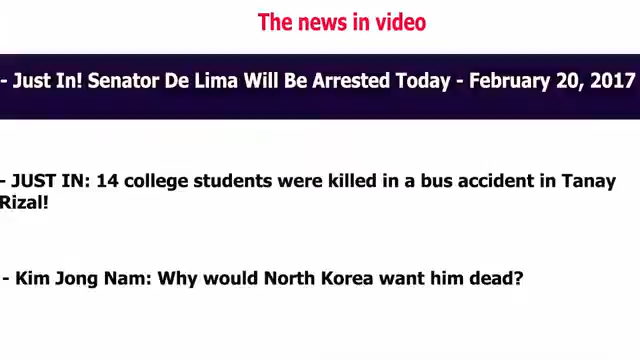 The news in video
- Just In! Senator De Lima Will Be Arrested Today - February 20, 2017
- JUST IN: 14 college students were killed in a bus accident in Tanay
Rizal!
- Kim Jong Nam: Why would North Korea want him dead?